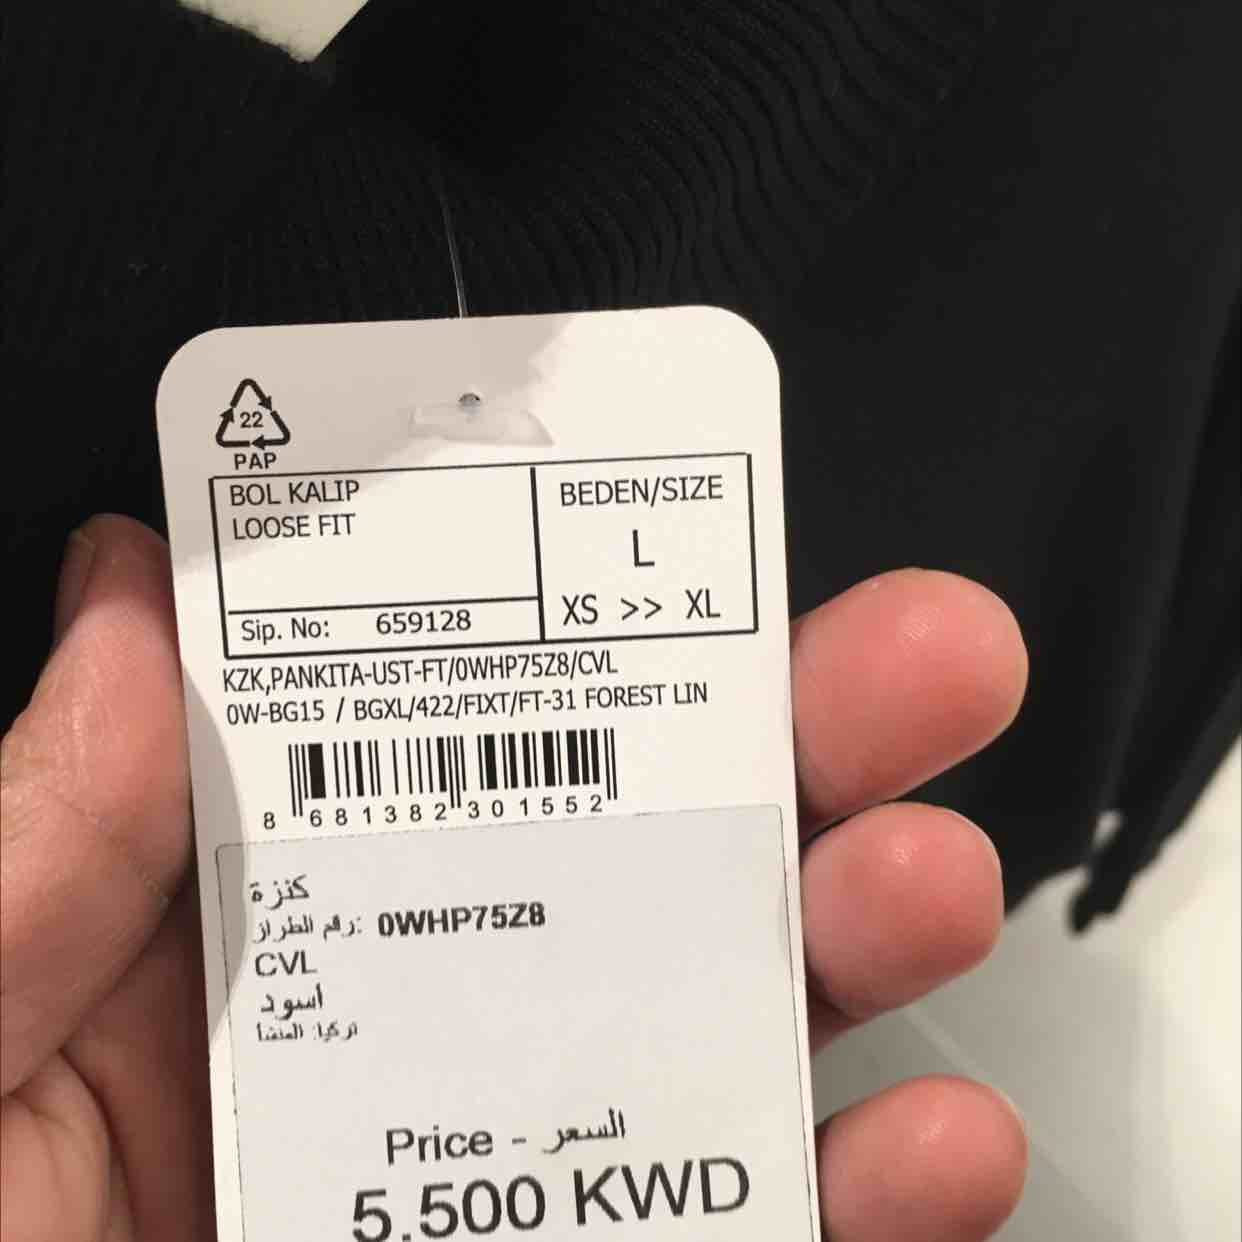 22
PAP
BOL KALIP
LOOSE FIT
BEDEN/SIZE
L
XS >> XL
Sip. No: 659128
KZK,PANKITA-UST-FT/0WHP75Z8/CVL
0W-BG15 / BGXL/422/FIXT/FT-31 FOREST LIN
8 681382 301552
كنزة
رقم الطراز: 0WHP75Z8
CVL
أسود
تركيا: المنشأ
Price - السعر
5.500 KWD